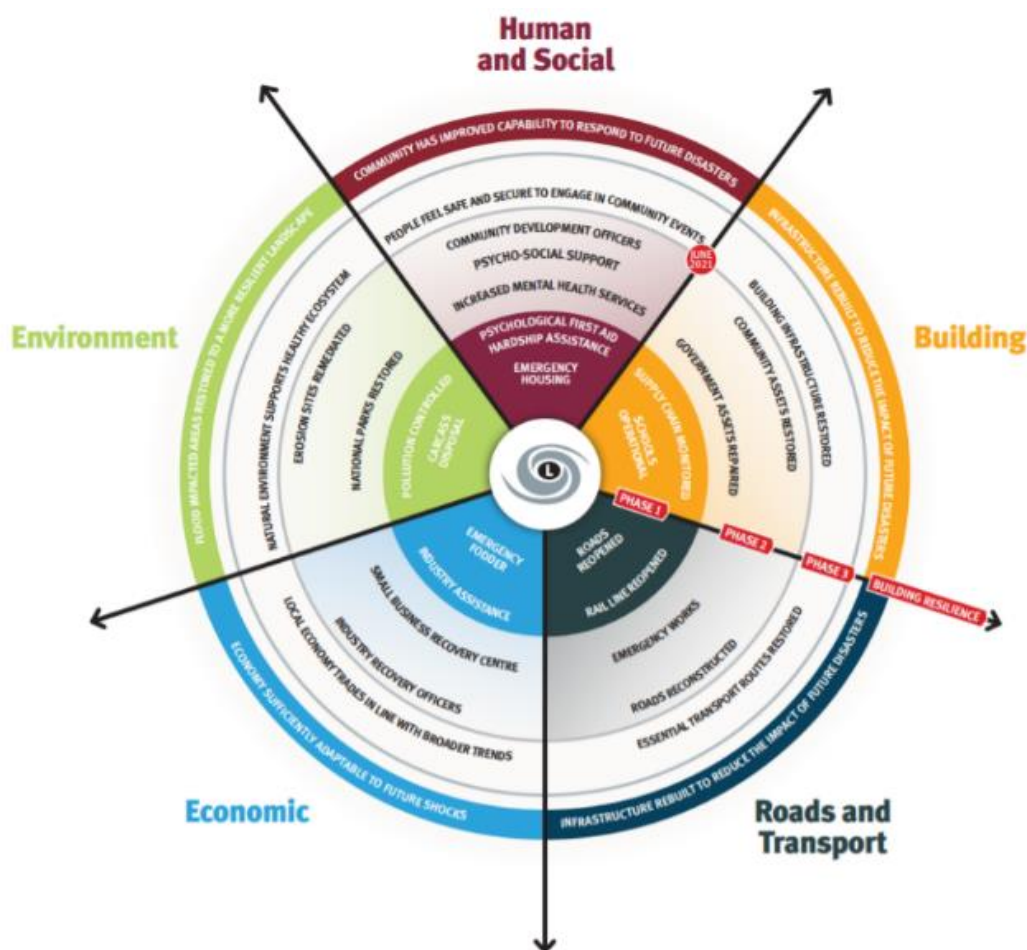 Human
and Social
COMMUNITY HAS IMPROVED CAPABILITY TO RESPOND TO FUTURE DISASTERS
PEOPLE FEEL SAFE AND SECURE TO ENGAGE IN COMMUNITY EVENTS
COMMUNITY DEVELOPMENT OFFICERS
PSYCHO-SOCIAL SUPPORT
INCREASED MENTAL HEALTH SERVICES
PSYCHOLOGICAL FIRST AID
HARDSHIP ASSISTANCE
EMERGENCY
HOUSING
JUNE
2021
Building
INFRASTRUCTURE REBUILT TO REDUCE THE IMPACT OF FUTURE DISASTERS
BUILDING INFRASTRUCTURE RESTORED
COMMUNITY ASSETS RESTORED
GOVERNMENT ASSETS REPAIRED
SUPPLY CHAIN MONITORED
SCHOOLS
OPERATIONAL
PHASE 1
PHASE 2
PHASE 3
BUILDING RESILIENCE
Roads and
Transport
ROADS
REOPENED
RAIL LINE REOPENED
EMERGENCY WORKS
ROADS RECONSTRUCTED
ESSENTIAL TRANSPORT ROUTES RESTORED
INFRASTRUCTURE REBUILT TO REDUCE THE IMPACT OF FUTURE DISASTERS
Economic
EMERGENCY
FODDER
INDUSTRY ASSISTANCE
SMALL BUSINESS RECOVERY CENTRE
INDUSTRY RECOVERY OFFICERS
LOCAL ECONOMY TRADES IN LINE WITH BROADER TRENDS
ECONOMY SUFFICIENTLY ADAPTABLE TO FUTURE SHOCKS
Environment
FLOOD IMPACTED AREAS RESTORED TO A MORE RESILIENT LANDSCAPE
NATURAL ENVIRONMENT SUPPORTS HEALTHY ECOSYSTEM
EROSION SITES REMEDIATED
NATIONAL PARKS RESTORED
POLLUTION CONTROLLED
CARCASS
DISPOSAL
L